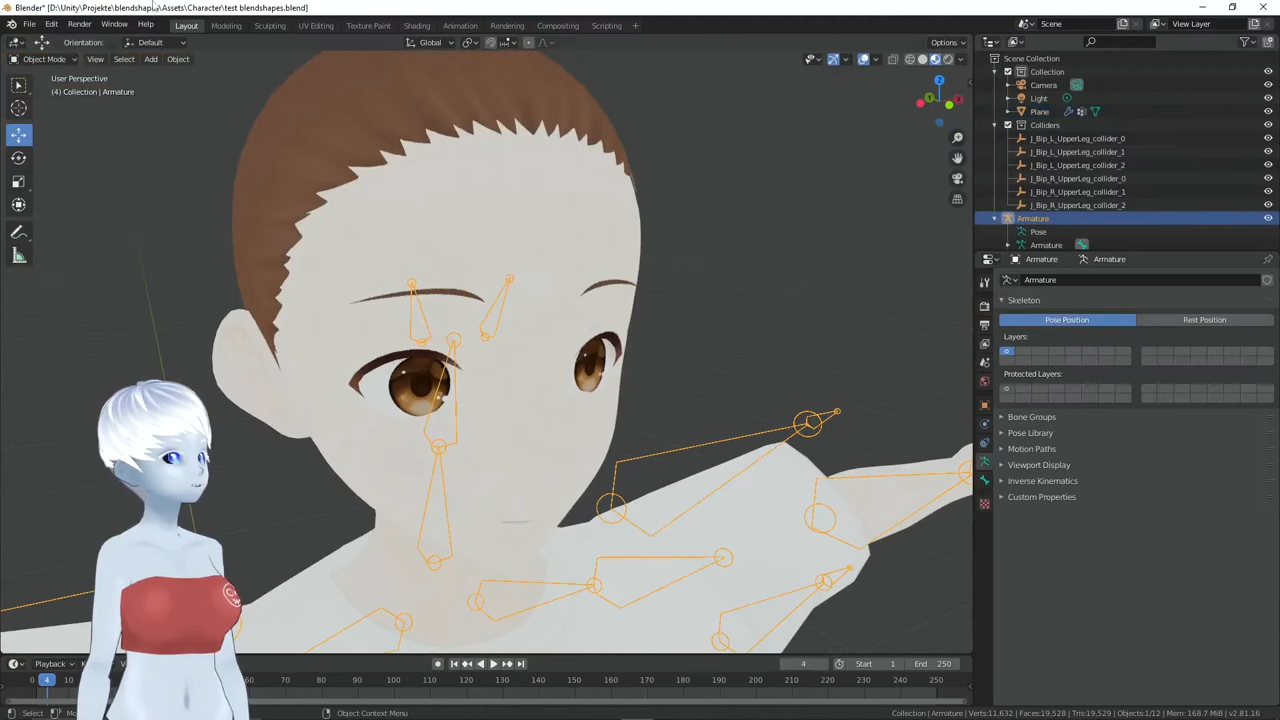 Blender* [D:\Unity\Projekte\blendshapes\Assets\Character\test blendshapes.blend]
File Edit Render Window Help Layout Modeling Sculpting UV Editing Texture Paint Shading Animation Rendering Compositing Scripting + Scene View Layer
Orientation: Default Global Options
Object Mode View Select Add Object
User Perspective
(4) Collection | Armature
Scene Collection
Collection
Camera
Light
Plane
Colliders
J_Bip_L_UpperLeg_collider_0
J_Bip_L_UpperLeg_collider_1
J_Bip_L_UpperLeg_collider_2
J_Bip_R_UpperLeg_collider_0
J_Bip_R_UpperLeg_collider_1
J_Bip_R_UpperLeg_collider_2
Armature
Pose
Armature
Armature Armature
Armature
Skeleton
Pose Position Rest Position
Layers:
Protected Layers:
Bone Groups
Pose Library
Motion Paths
Viewport Display
Inverse Kinematics
Custom Properties
Playback 4 Start 1 End 250
0 4 10 70 80 90 100 110 120 130 140 150 160 170 180 190 200 210 220 230 240 250
Select Object Context Menu Collection | Armature | Verts:11,632 | Faces:19,528 | Tris:19,529 | Objects:1/12 | Mem: 168.7 MiB | v2.81.16